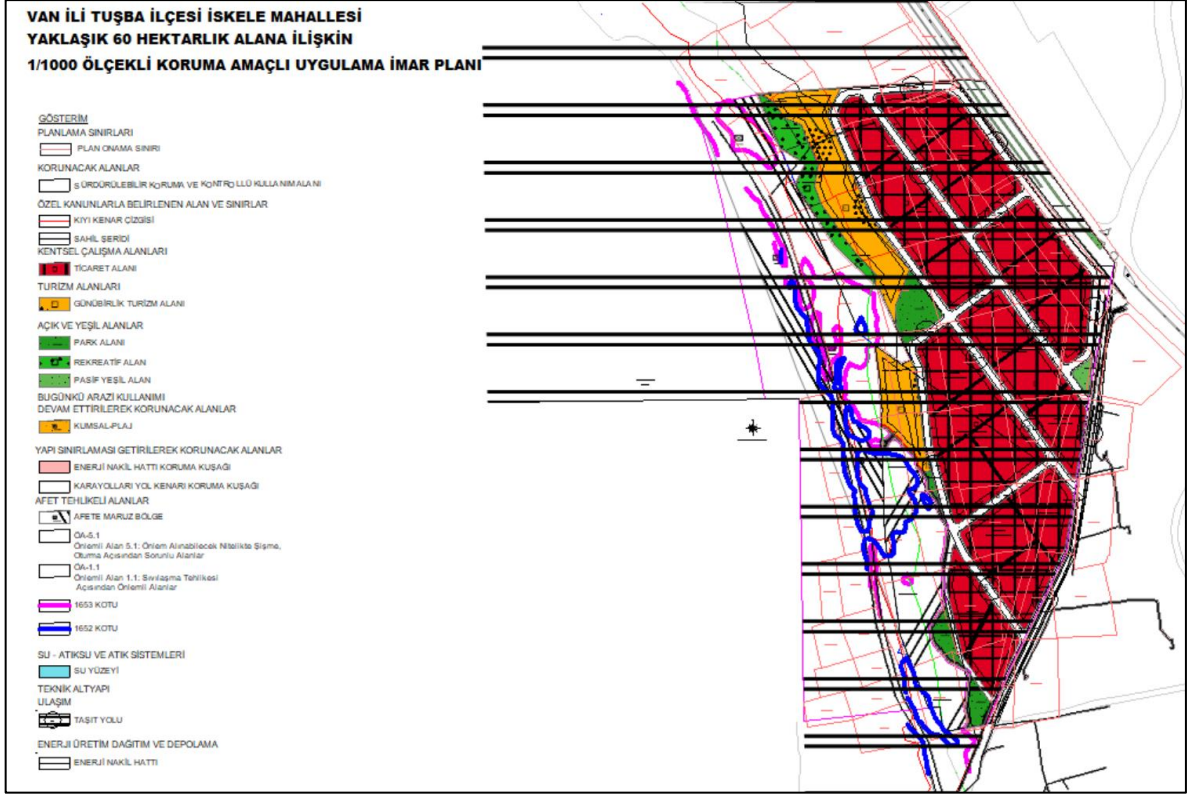 VAN İLİ TUŞBA İLÇESİ İSKELE MAHALLESİ
YAKLAŞIK 60 HEKTARLIK ALANA İLİŞKİN
1/1000 ÖLÇEKLİ KORUMA AMAÇLI UYGULAMA İMAR PLANI
GÖSTERİM
PLANLAMA SINIRLARI
PLAN ONAMA SINIRI
KORUNACAK ALANLAR
SÜRDÜRÜLEBİLİR KORUMA VE KONTROLLÜ KULLANIM ALANI
ÖZEL KANUNLARLA BELİRLENEN ALAN VE SINIRLAR
KIYI KENAR ÇİZGİSİ
SAHİL ŞERİDİ
KENTSEL ÇALIŞMA ALANLARI
TİCARET ALANI
TURİZM ALANLARI
GÜNÜBİRLİK TURİZM ALANI
AÇIK VE YEŞİL ALANLAR
PARK ALANI
REKREATİF ALAN
PASİF YEŞİL ALAN
BUGÜNKÜ ARAZİ KULLANIMI
DEVAM ETTİRİLEREK KORUNACAK ALANLAR
KUMSAL-PLAJ
YAPI SINIRLAMASI GETİRİLEREK KORUNACAK ALANLAR
ENERJİ NAKİL HATTI KORUMA KUŞAĞI
KARAYOLLARI YOL KENARI KORUMA KUŞAĞI
AFET TEHLİKELİ ALANLAR
AFETE MARUZ BÖLGE
ÖA-5.1
Önlemli Alan 5.1: Önlem Alınabilecek Nitelikte Şişme,
Oturma Açısından Sorunlu Alanlar
ÖA-1.1
Önlemli Alan 1.1: Sıvılaşma Tehlikesi
Açısından Önlemli Alanlar
1653 KOTU
1652 KOTU
SU - ATIKSU VE ATIK SİSTEMLERİ
SU YÜZEYİ
TEKNİK ALTYAPI
ULAŞIM
TAŞIT YOLU
ENERJİ ÜRETİM DAĞITIM VE DEPOLAMA
ENERJİ NAKİL HATTI